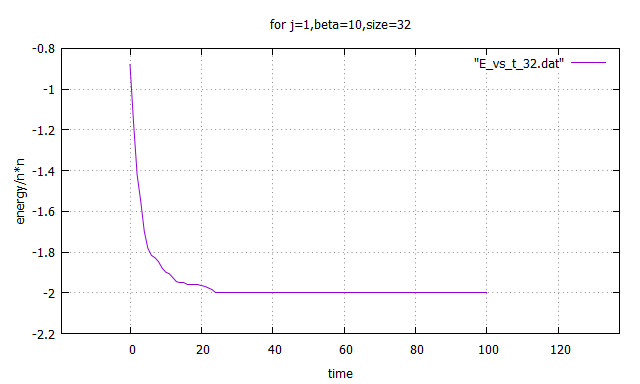 for j=1,beta=10,size=32
"E_vs_t_32.dat"
-0.8
-1
-1.2
-1.4
-1.6
-1.8
-2
-2.2
energy/n*n
0 20 40 60 80 100 120
time